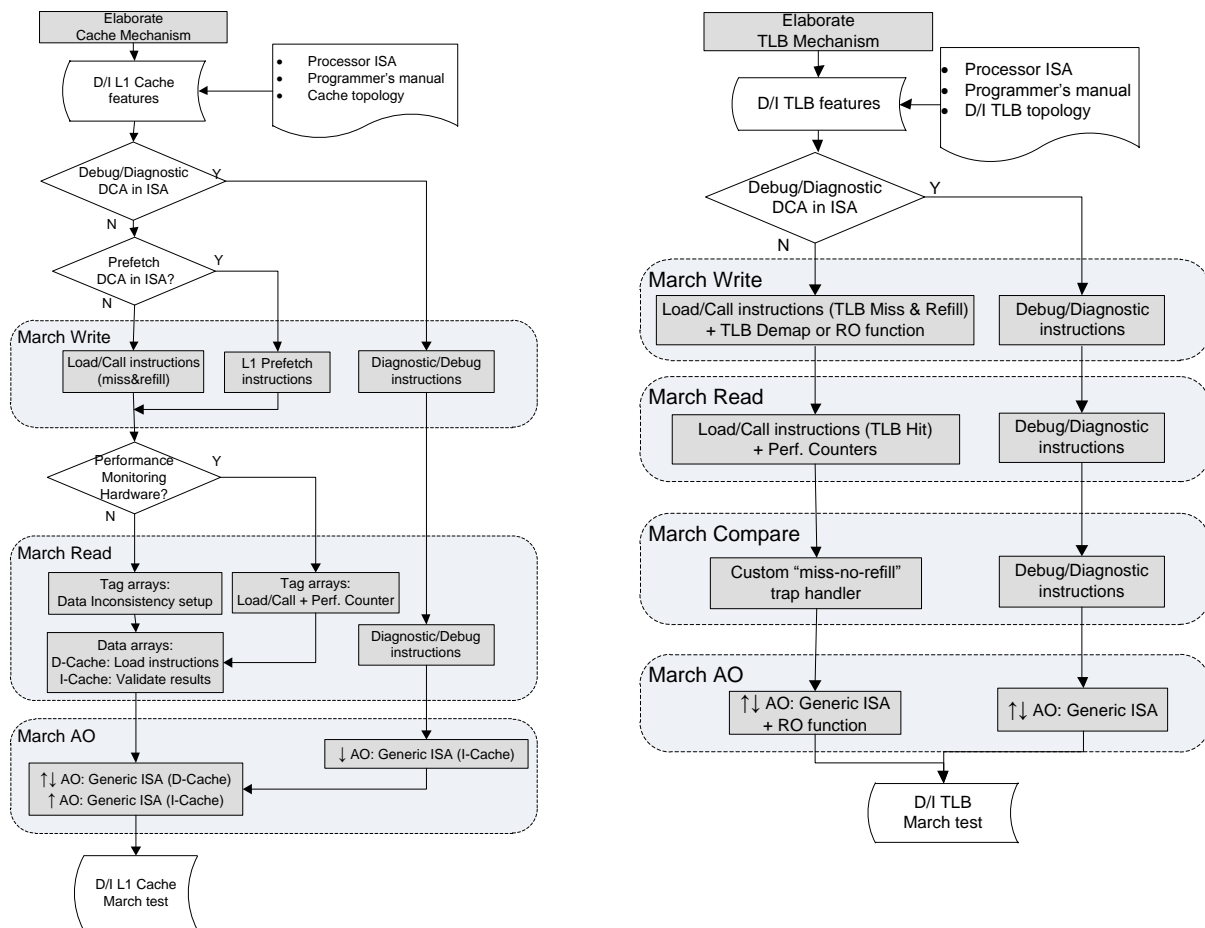 Elaborate
Cache Mechanism
D/I L1 Cache
features
• Processor ISA
• Programmer's manual
• Cache topology
Debug/Diagnostic
DCA in ISA
Y
N
Prefetch
DCA in ISA?
Y
N
March Write
Load/Call instructions
(miss&refill)
L1 Prefetch
instructions
Diagnostic/Debug
instructions
Performance
Monitoring
Hardware?
Y
N
March Read
Tag arrays:
Data Inconsistency setup
Tag arrays:
Load/Call + Perf. Counter
Data arrays:
D-Cache: Load instructions
I-Cache: Validate results
Diagnostic/Debug
instructions
March AO
↓ AO: Generic ISA (I-Cache)
↑↓ AO: Generic ISA (D-Cache)
↑ AO: Generic ISA (I-Cache)
D/I L1 Cache
March test
Elaborate
TLB Mechanism
D/I TLB features
• Processor ISA
• Programmer's manual
• D/I TLB topology
Debug/Diagnostic
DCA in ISA
Y
N
March Write
Load/Call instructions (TLB Miss & Refill)
+ TLB Demap or RO function
Debug/Diagnostic
instructions
March Read
Load/Call instructions (TLB Hit)
+ Perf. Counters
Debug/Diagnostic
instructions
March Compare
Custom “miss-no-refill”
trap handler
Debug/Diagnostic
instructions
March AO
↑↓ AO: Generic ISA
+ RO function
↑↓ AO: Generic ISA
D/I TLB
March test